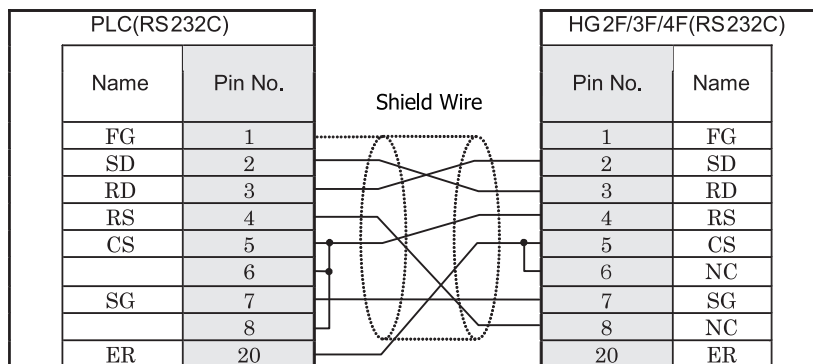 PLC(RS232C) HG2F/3F/4F(RS232C)
Name Pin No. Shield Wire Pin No. Name
FG 1 1 FG
SD 2 2 SD
RD 3 3 RD
RS 4 4 RS
CS 5 5 CS
6 6 NC
SG 7 7 SG
8 8 NC
ER 20 20 ER